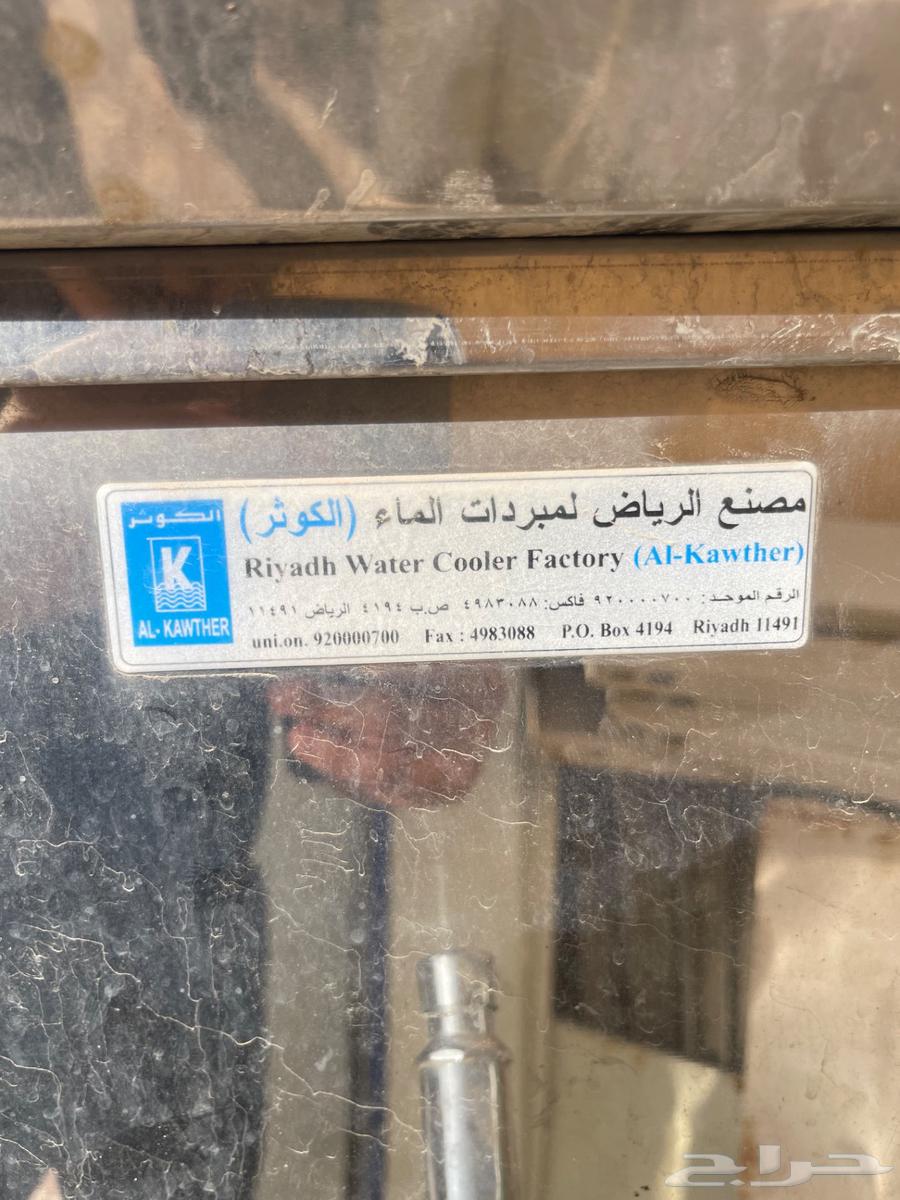 الكوثر
K
AL-KAWTHER
مصنع الرياض لمبردات الماء (الكوثر)
Riyadh Water Cooler Factory (Al-Kawther)
الرقم الموحد: ٩٢٠٠٠٠٧٠٠ فاكس: ٤٩٨٣٠٨٨ ص.ب ٤١٩٤ الرياض ١١٤٩١
uni.on. 920000700 Fax : 4983088 P.O. Box 4194 Riyadh 11491
حراج